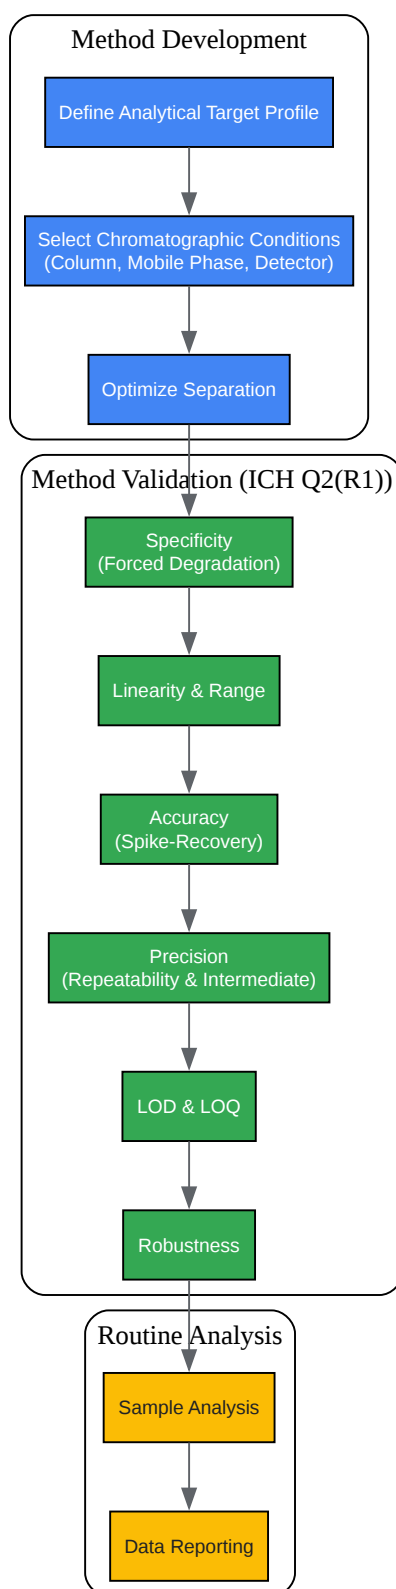 Method Development
Define Analytical Target Profile
Select Chromatographic Conditions
(Column, Mobile Phase, Detector)
Optimize Separation
Method Validation (ICH Q2(R1))
Specificity
(Forced Degradation)
Linearity & Range
Accuracy
(Spike-Recovery)
Precision
(Repeatability & Intermediate)
LOD & LOQ
Robustness
Routine Analysis
Sample Analysis
Data Reporting